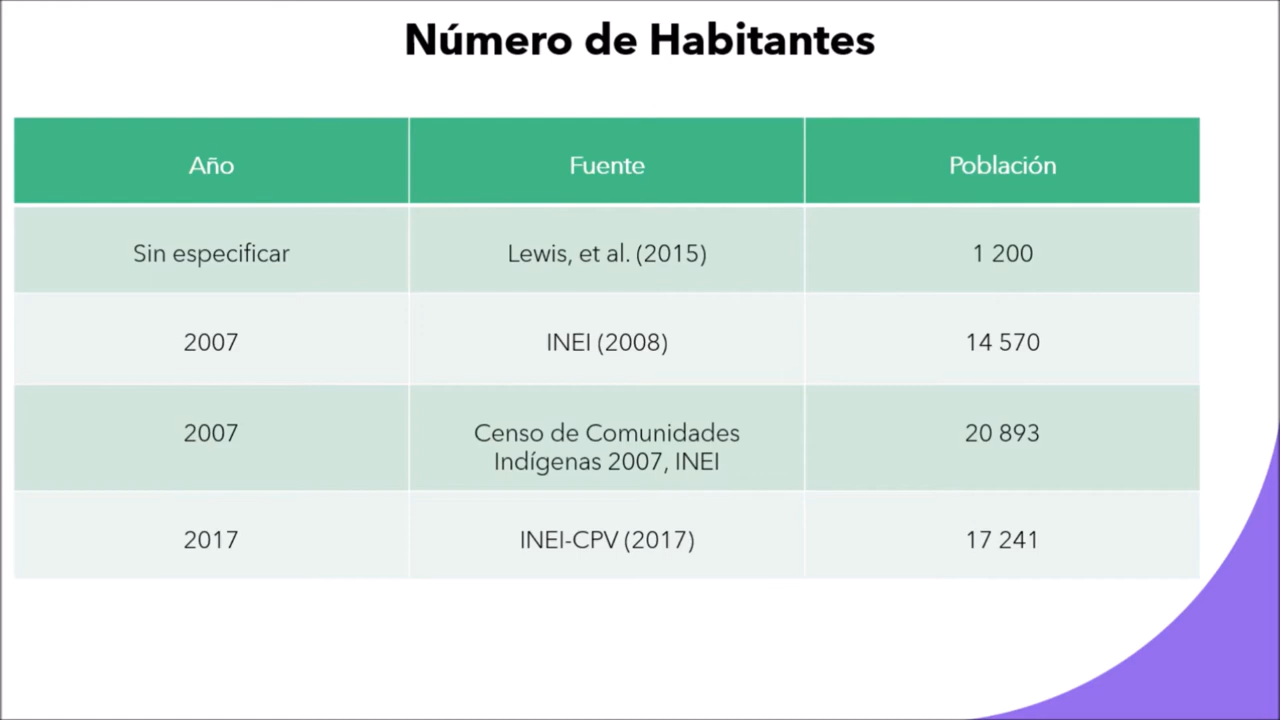 Número de Habitantes
Año Fuente Población
Sin especificar Lewis, et al. (2015) 1 200
2007 INEI (2008) 14 570
2007 Censo de Comunidades 20 893
Indígenas 2007, INEI
2017 INEI-CPV (2017) 17 241